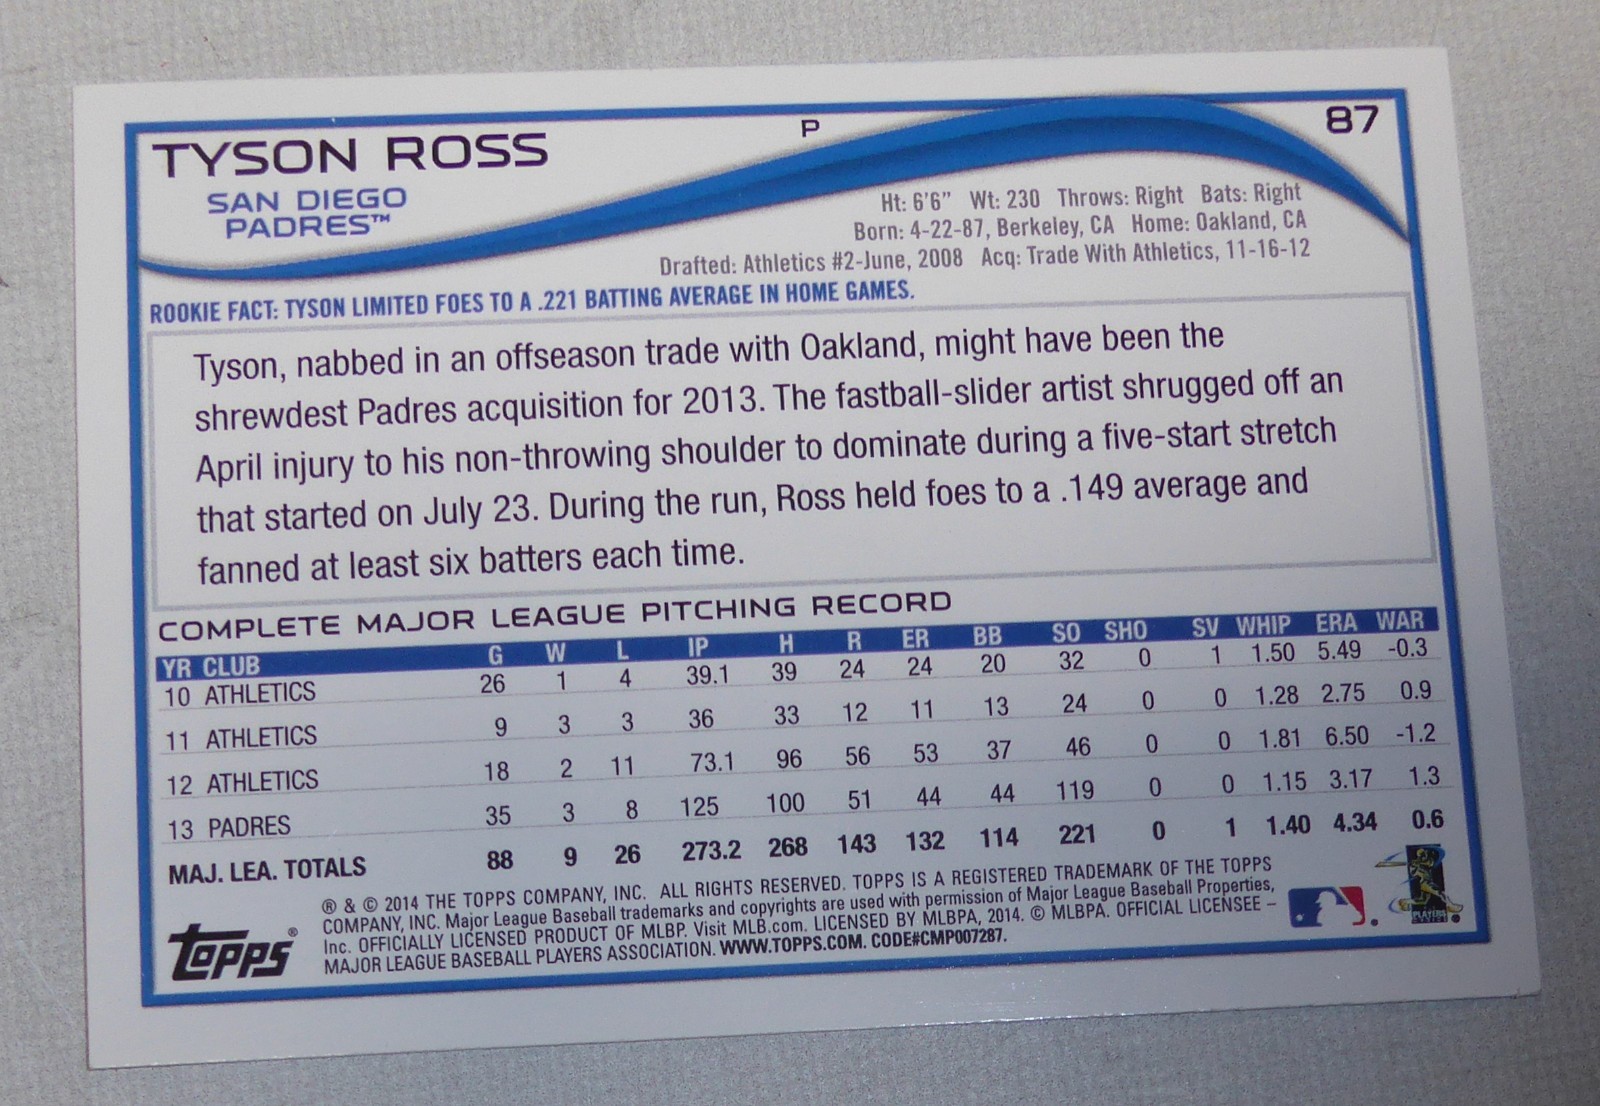 TYSON ROSS P 87
SAN DIEGO
PADRES™
Ht: 6'6" Wt: 230 Throws: Right Bats: Right
Born: 4-22-87, Berkeley, CA Home: Oakland, CA
Drafted: Athletics #2-June, 2008 Acq: Trade With Athletics, 11-16-12
ROOKIE FACT: TYSON LIMITED FOES TO A .221 BATTING AVERAGE IN HOME GAMES.
Tyson, nabbed in an offseason trade with Oakland, might have been the
shrewdest Padres acquisition for 2013. The fastball-slider artist shrugged off an
April injury to his non-throwing shoulder to dominate during a five-start stretch
that started on July 23. During the run, Ross held foes to a .149 average and
fanned at least six batters each time.
COMPLETE MAJOR LEAGUE PITCHING RECORD
YR CLUB G W L IP H R ER BB SO SHO SV WHIP ERA WAR
10 ATHLETICS 26 1 4 39.1 39 24 24 20 32 0 1 1.50 5.49 -0.3
11 ATHLETICS 9 3 3 36 33 12 11 13 24 0 0 1.28 2.75 0.9
12 ATHLETICS 18 2 11 73.1 96 56 53 37 46 0 0 1.81 6.50 -1.2
13 PADRES 35 3 8 125 100 51 44 44 119 0 0 1.15 3.17 1.3
MAJ. LEA. TOTALS 88 9 26 273.2 268 143 132 114 221 0 1 1.40 4.34 0.6
TOPPS®
® & © 2014 THE TOPPS COMPANY, INC. ALL RIGHTS RESERVED. TOPPS IS A REGISTERED TRADEMARK OF THE TOPPS
COMPANY, INC. Major League Baseball trademarks and copyrights are used with permission of Major League Baseball Properties,
Inc. OFFICIALLY LICENSED PRODUCT OF MLBP. Visit MLB.com. LICENSED BY MLBPA, 2014. © MLBPA. OFFICIAL LICENSEE –
MAJOR LEAGUE BASEBALL PLAYERS ASSOCIATION. WWW.TOPPS.COM. CODE#CMP007287.
PLAYERS